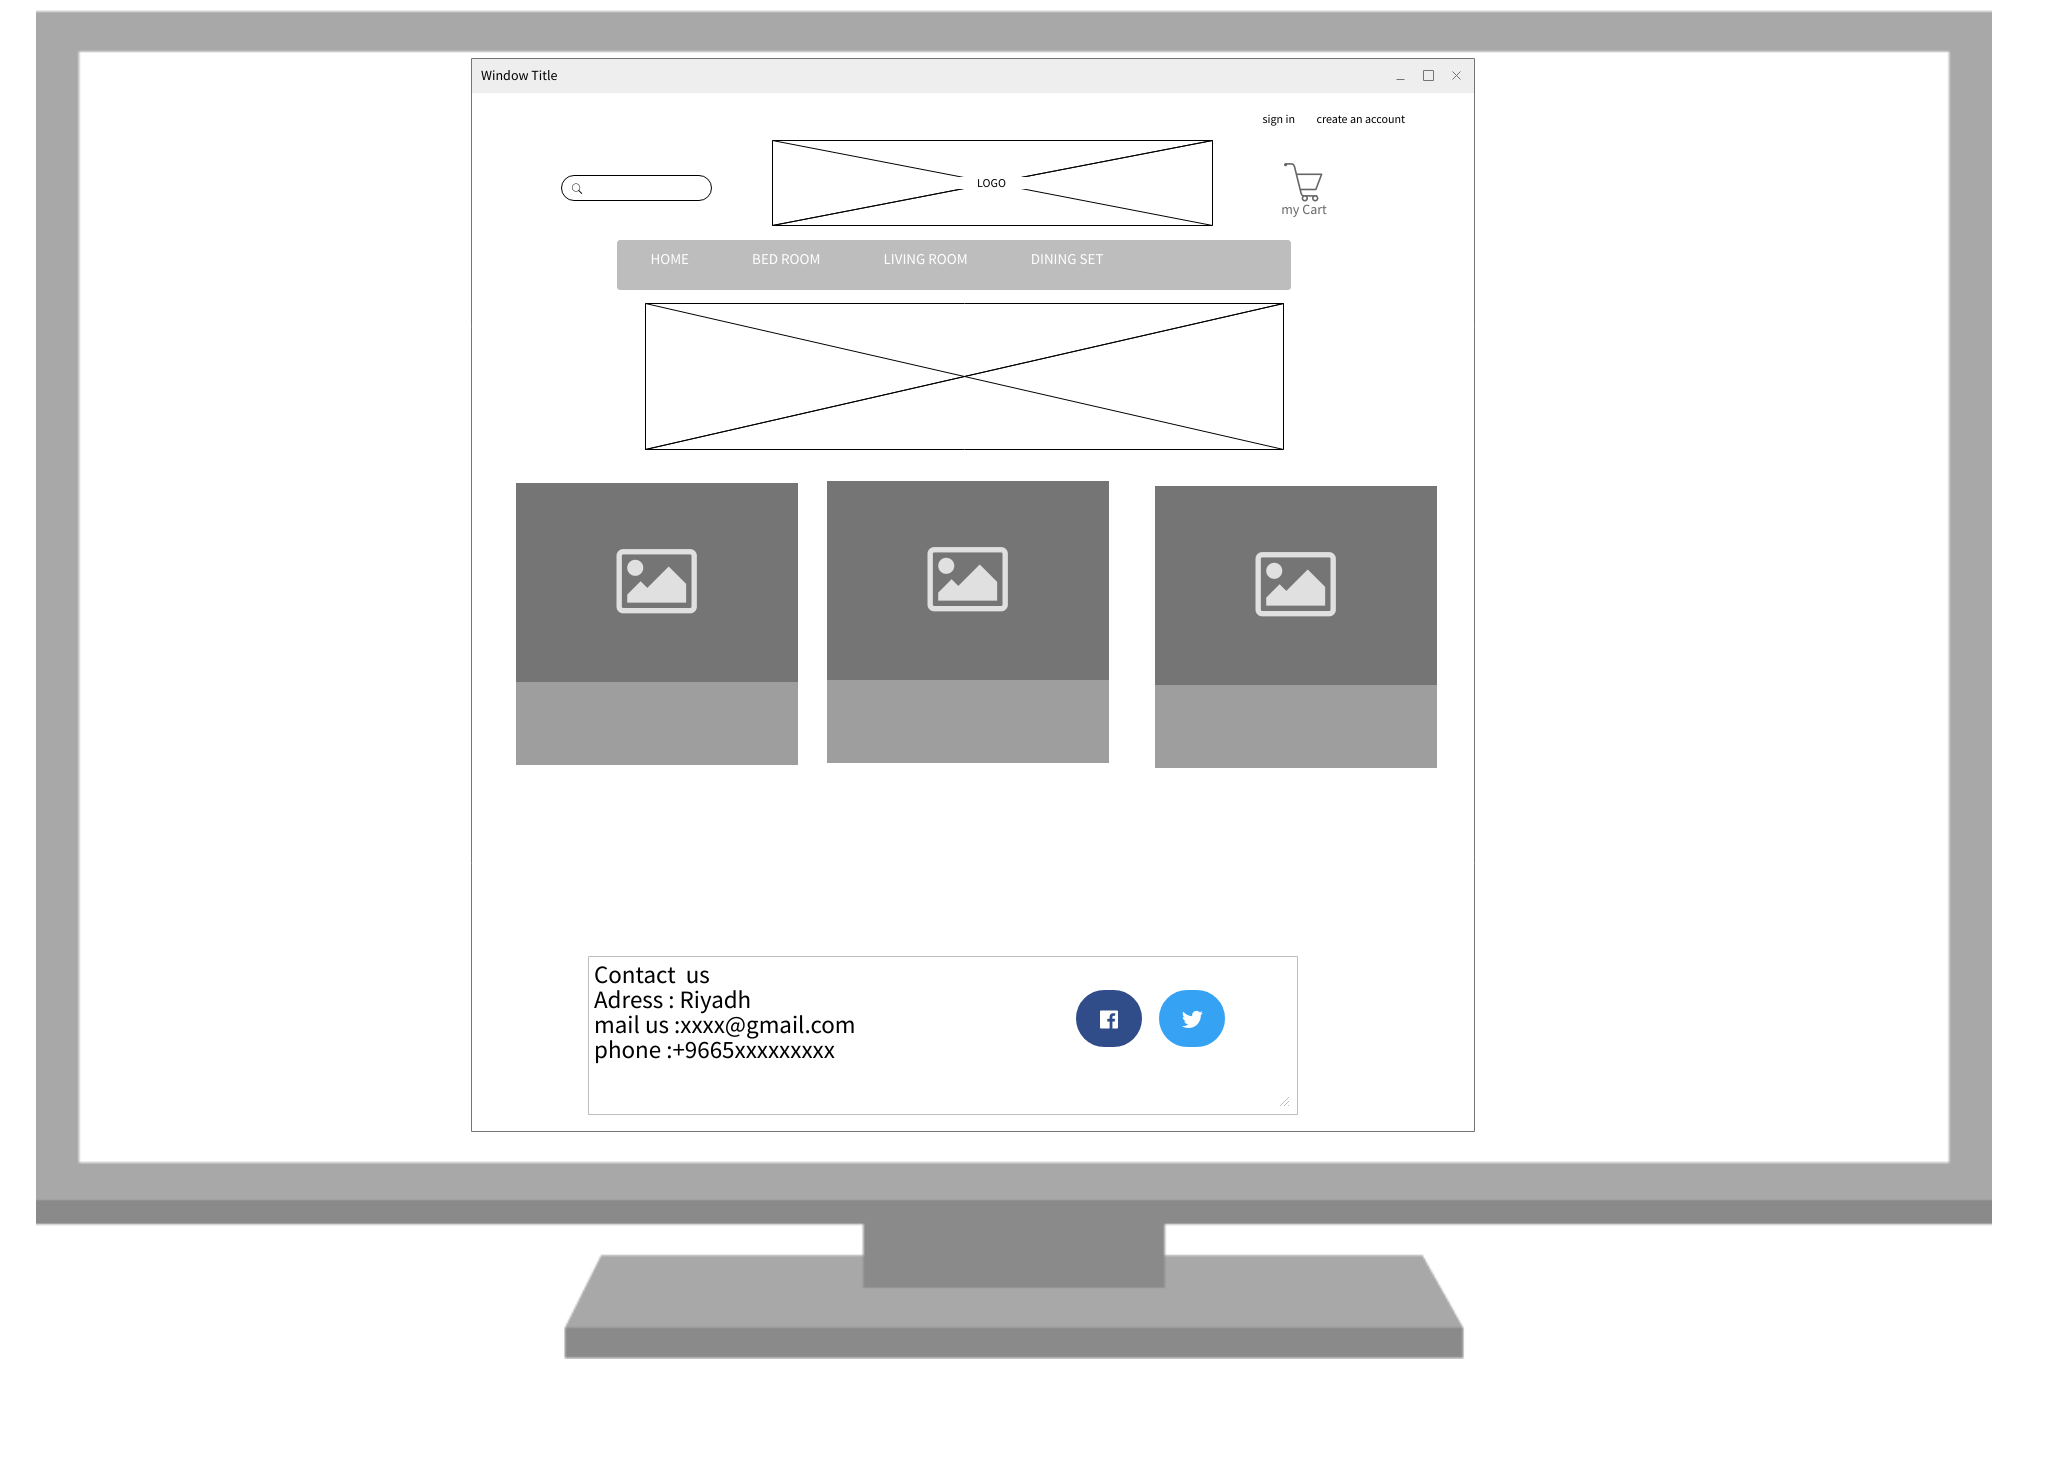 Window Title
sign in create an account
LOGO
my Cart
HOME BED ROOM LIVING ROOM DINING SET
Contact us
Adress : Riyadh
mail us :xxxx@gmail.com
phone :+9665xxxxxxxxx